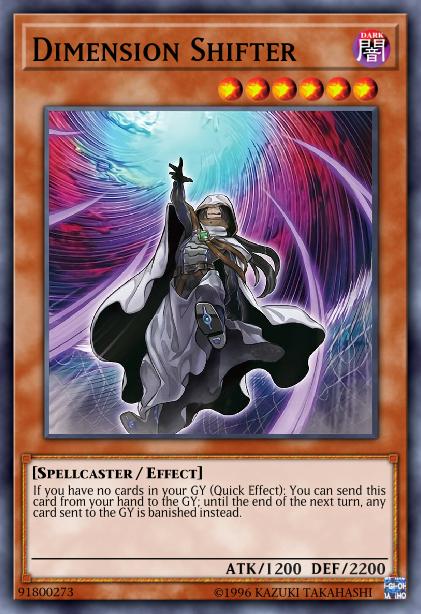 DIMENSION SHIFTER
DARK
闇
[SPELLCASTER / EFFECT]
If you have no cards in your GY (Quick Effect): You can send this
card from your hand to the GY; until the end of the next turn, any
card sent to the GY is banished instead.
ATK/1200 DEF/2200
91800273
©1996 KAZUKI TAKAHASHI